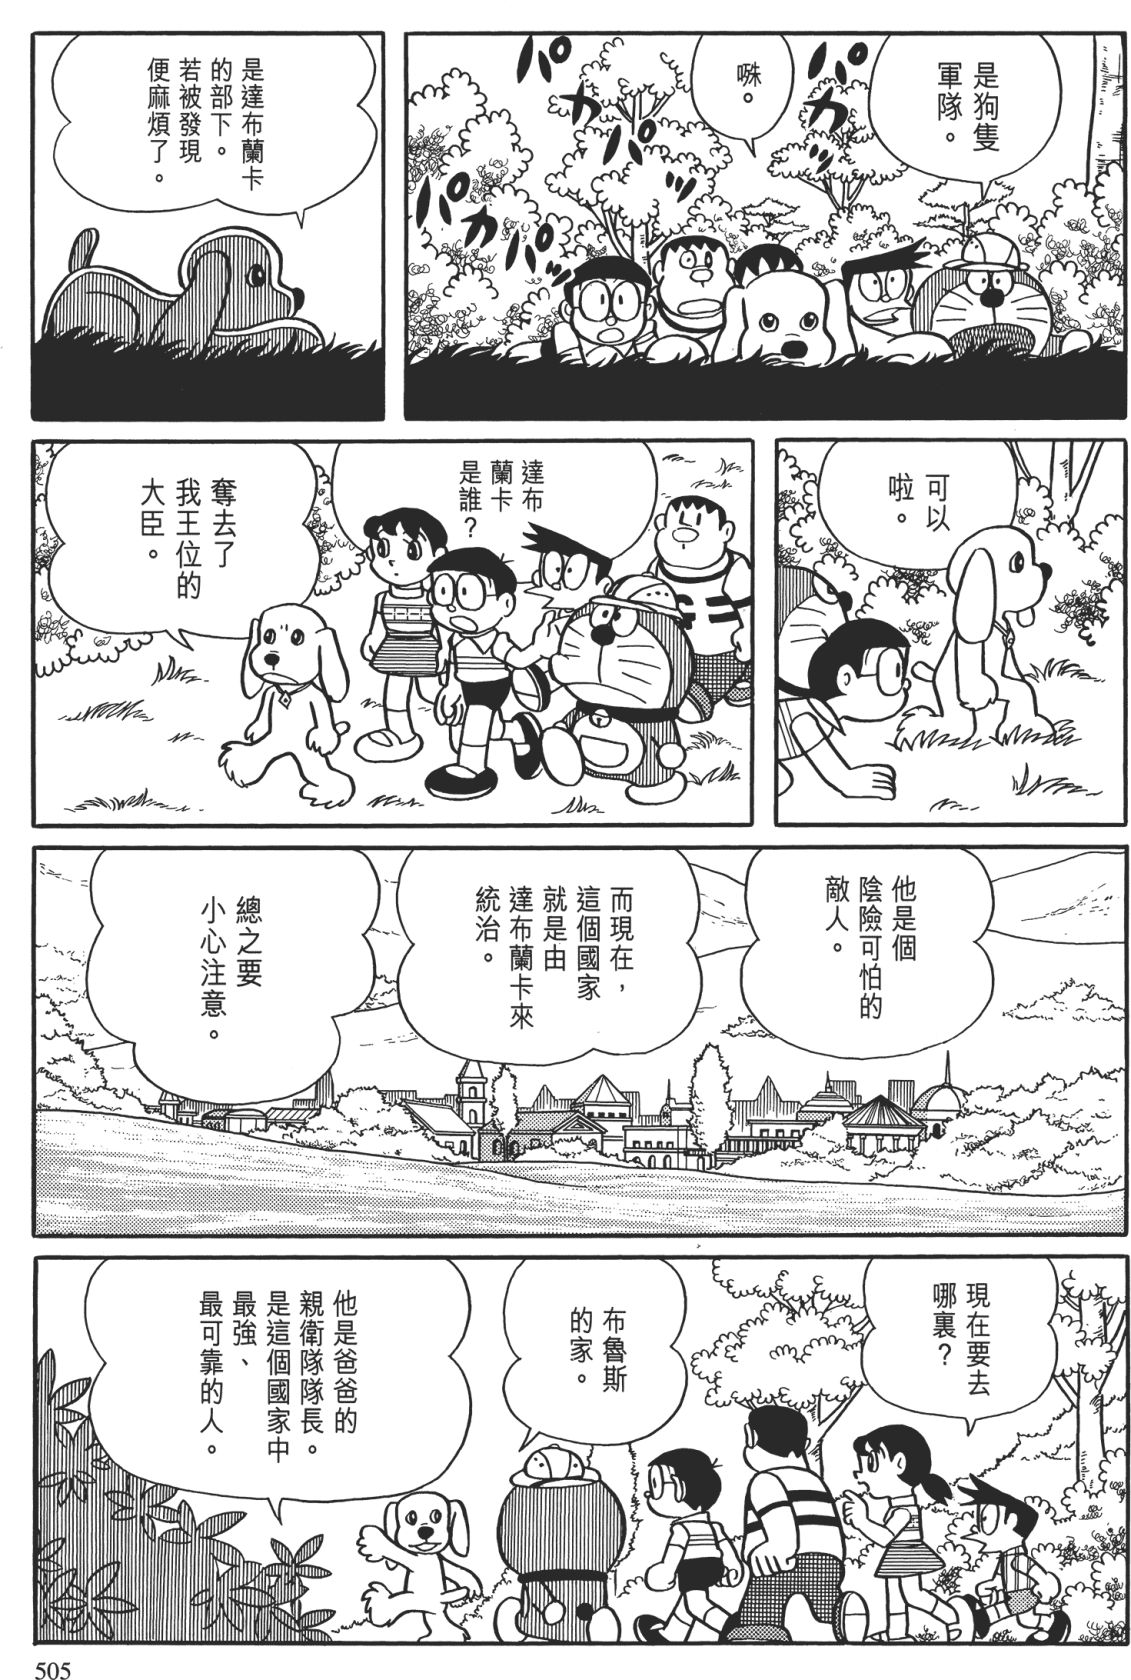 是狗隻
軍隊。
咻。
パカッ
パカッ
パカッ
パカパッ
是達布蘭卡
的部下。
若被發現
便麻煩了。
可以
啦。
達布
蘭卡
是誰？
奪去了
我王位的
大臣。
他是個
陰險可怕的
敵人。
而現在，
這個國家
就是由
達布蘭卡來
統治。
總之要
小心注意。
現在要去
哪裏？
布魯斯
的家。
他是爸爸的
親衛隊隊長。
是這個國家中
最強、
最可靠的人。
505